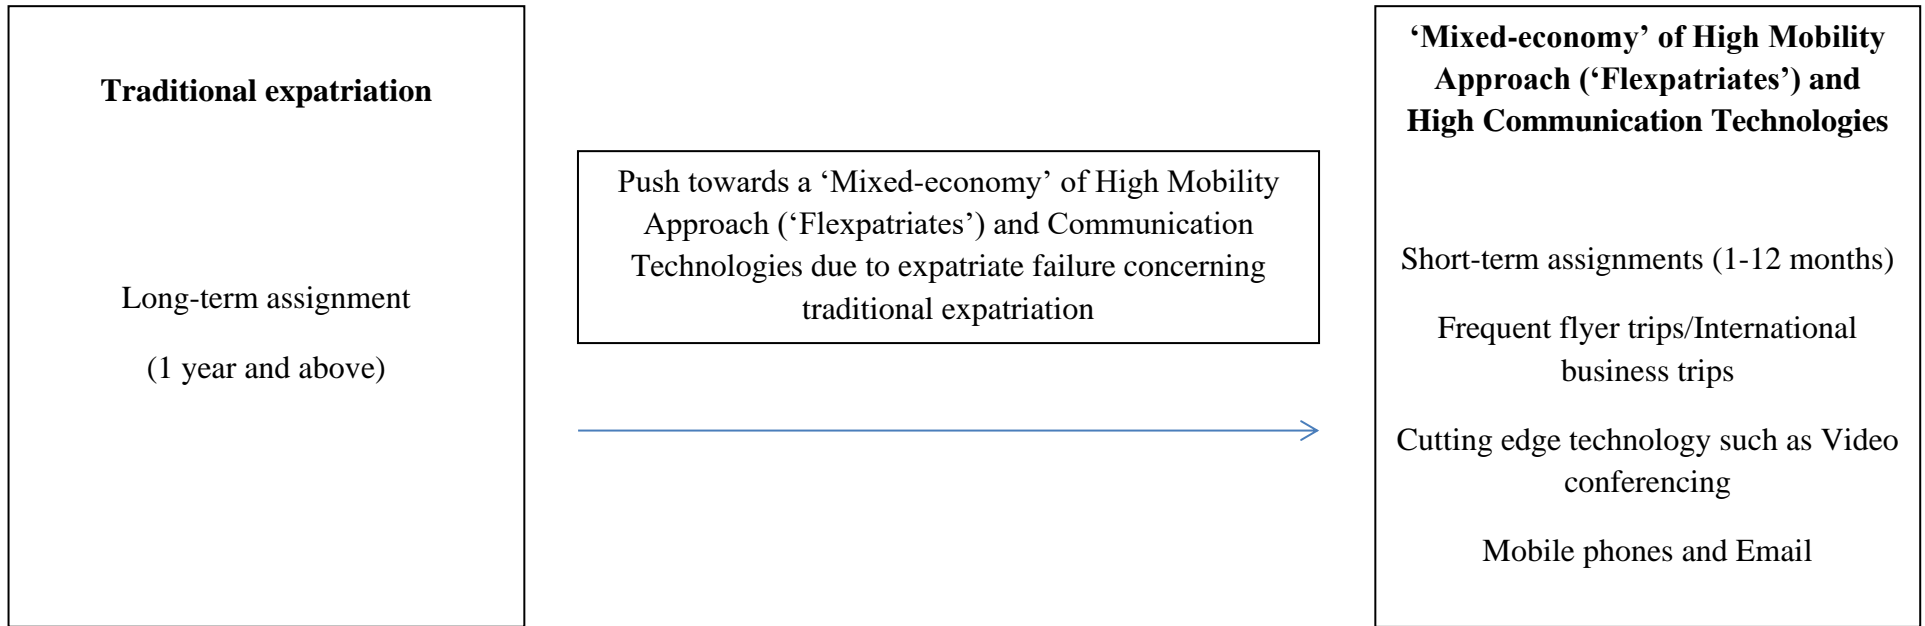 Traditional expatriation
Long-term assignment
(1 year and above)
Push towards a ‘Mixed-economy’ of High Mobility
Approach (‘Flexpatriates’) and Communication
Technologies due to expatriate failure concerning
traditional expatriation
‘Mixed-economy’ of High Mobility
Approach (‘Flexpatriates’) and
High Communication Technologies
Short-term assignments (1-12 months)
Frequent flyer trips/International
business trips
Cutting edge technology such as Video
conferencing
Mobile phones and Email